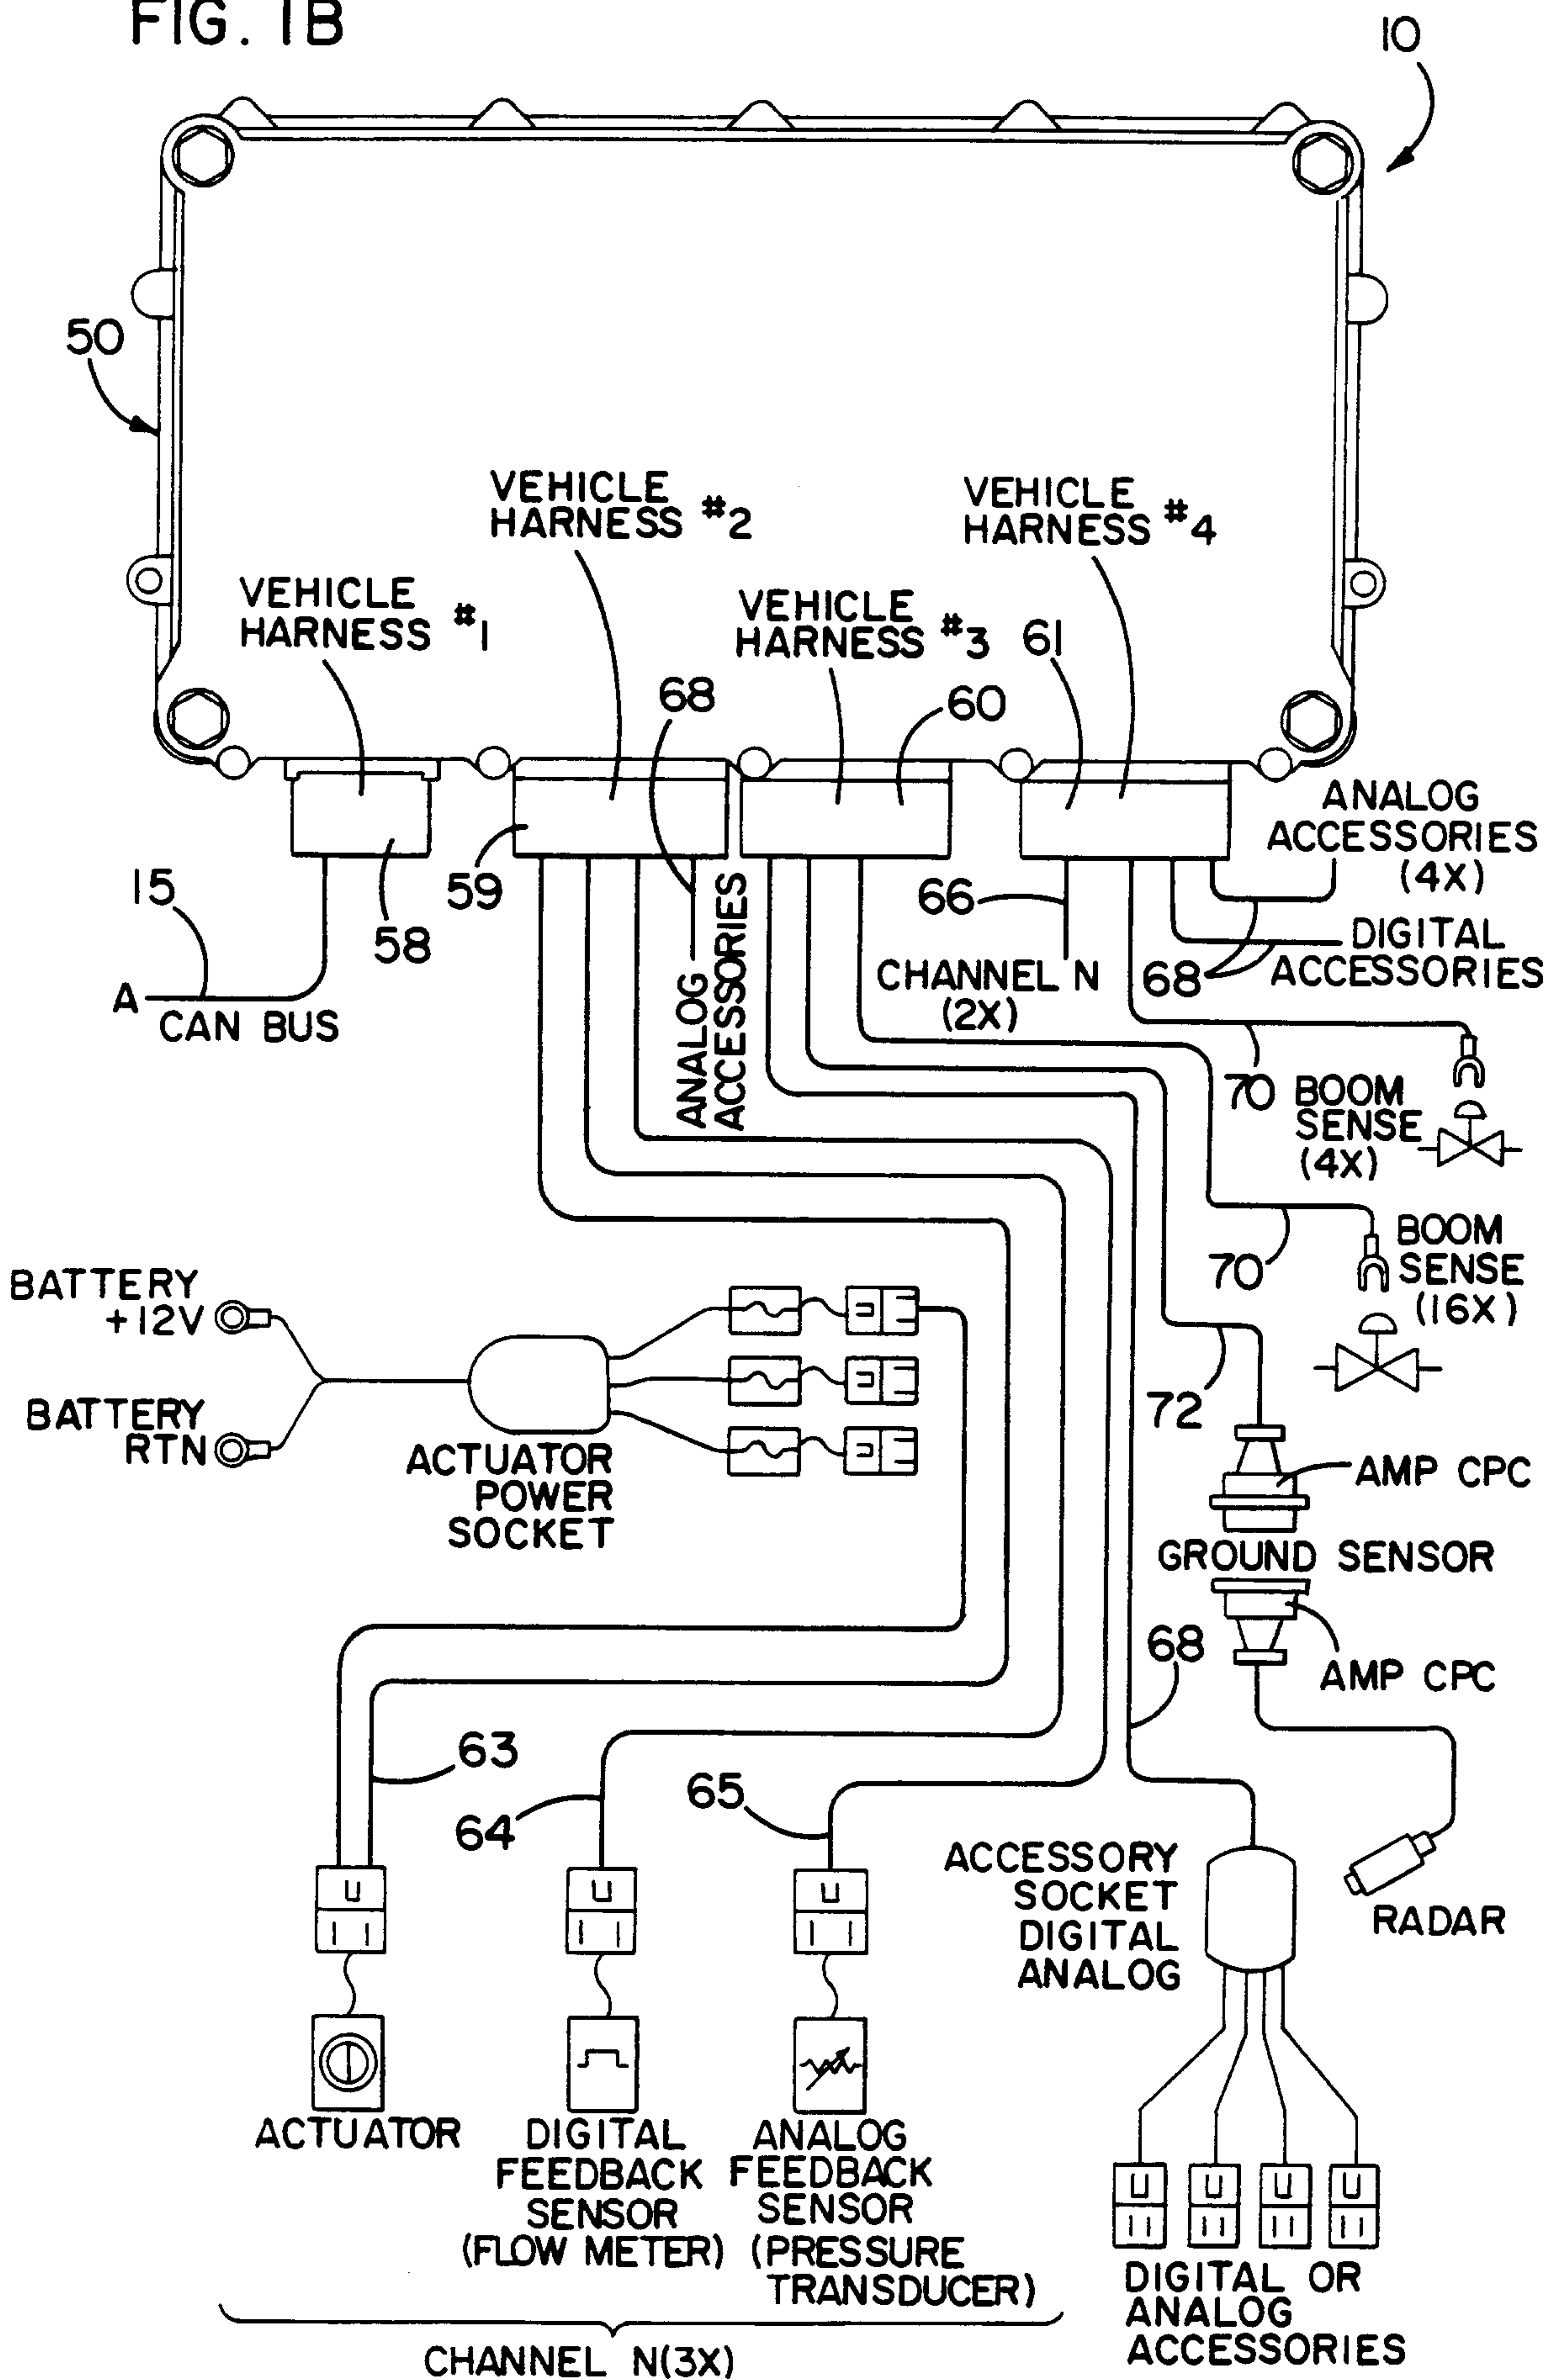 FIG. 1B
10
50
VEHICLE
HARNESS #1
VEHICLE
HARNESS #2
VEHICLE
HARNESS #3
VEHICLE
HARNESS #4
68
60
61
59
58
15
A
CAN BUS
ANALOG
ACCESSORIES
66
CHANNEL N
(2X)
68
ANALOG
ACCESSORIES
(4X)
DIGITAL
ACCESSORIES
70
BOOM
SENSE
(4X)
70
BOOM
SENSE
(16X)
72
BATTERY
+12V
BATTERY
RTN
ACTUATOR
POWER
SOCKET
AMP CPC
GROUND SENSOR
AMP CPC
68
63
64
65
ACCESSORY
SOCKET
DIGITAL
ANALOG
RADAR
ACTUATOR
DIGITAL
FEEDBACK
SENSOR
(FLOW METER)
ANALOG
FEEDBACK
SENSOR
(PRESSURE
TRANSDUCER)
DIGITAL OR
ANALOG
ACCESSORIES
CHANNEL N(3X)